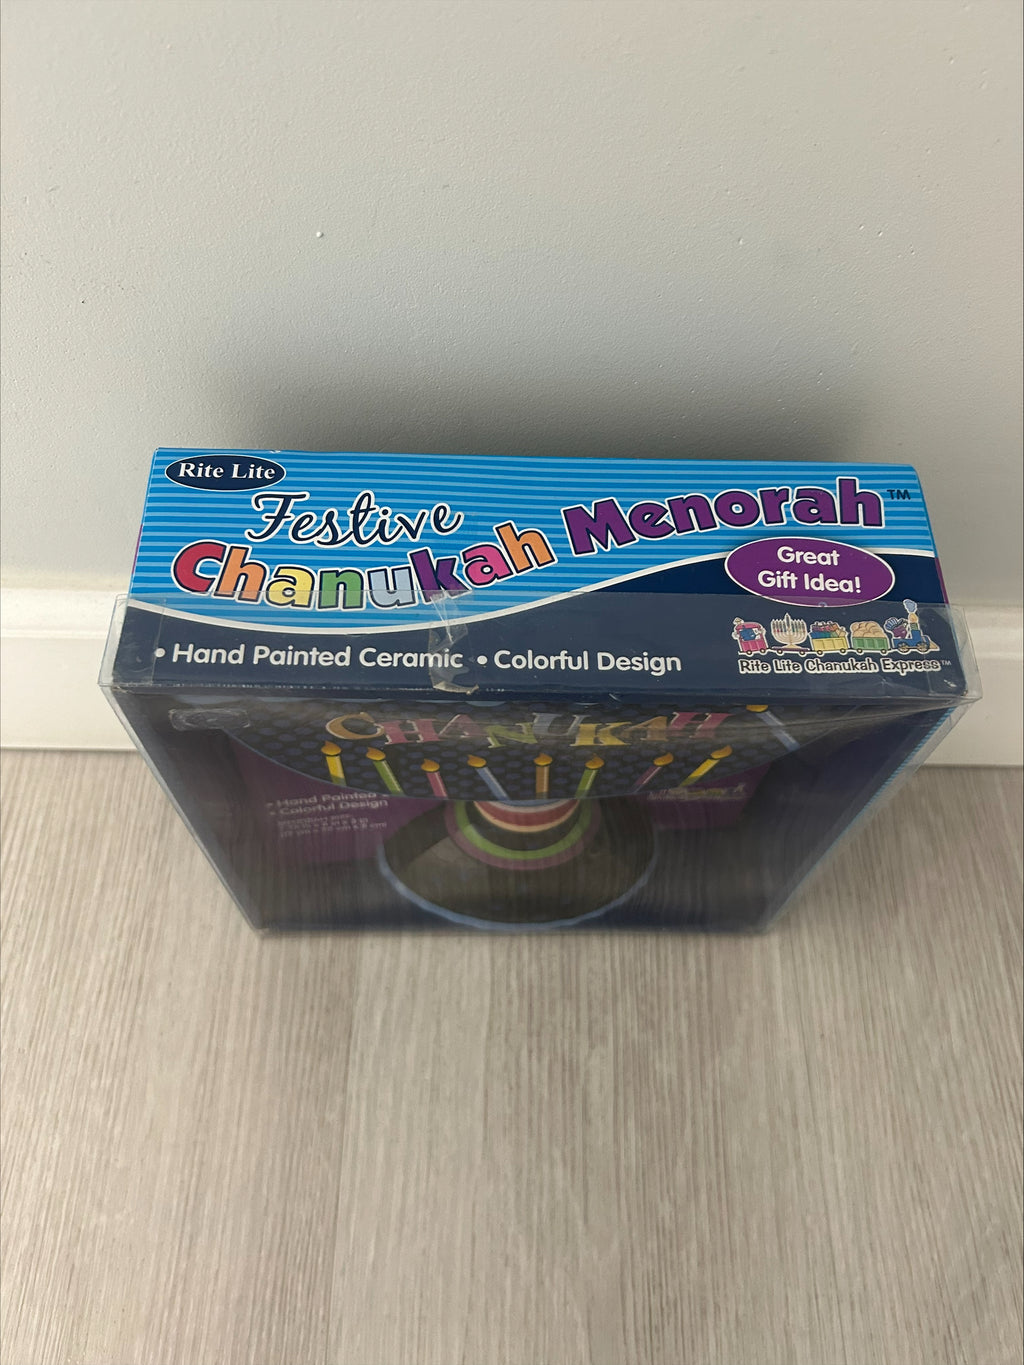 Rite Lite
Festive
Chanukah Menorah™
Great
Gift Idea!
• Hand Painted Ceramic • Colorful Design
Rite Lite Chanukah Express™
CHANUKAH
• Hand Painted
• Colorful Design